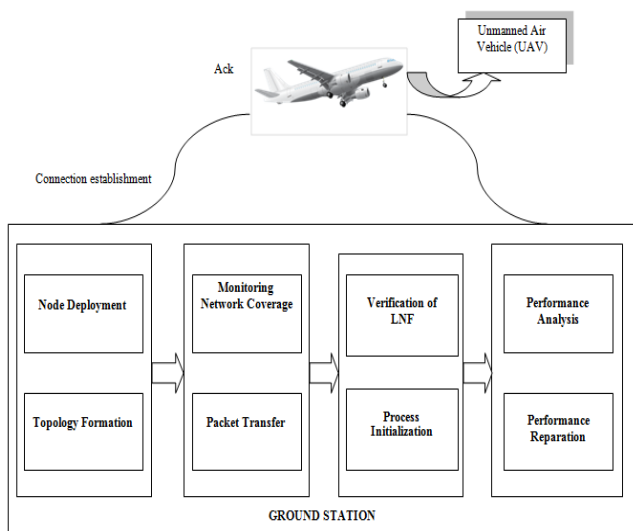 Unmanned Air
Vehicle (UAV)
Ack
Connection establishment
Node Deployment
Topology Formation
Monitoring
Network Coverage
Packet Transfer
Verification of
LNF
Process
Initialization
Performance
Analysis
Performance
Reparation
GROUND STATION